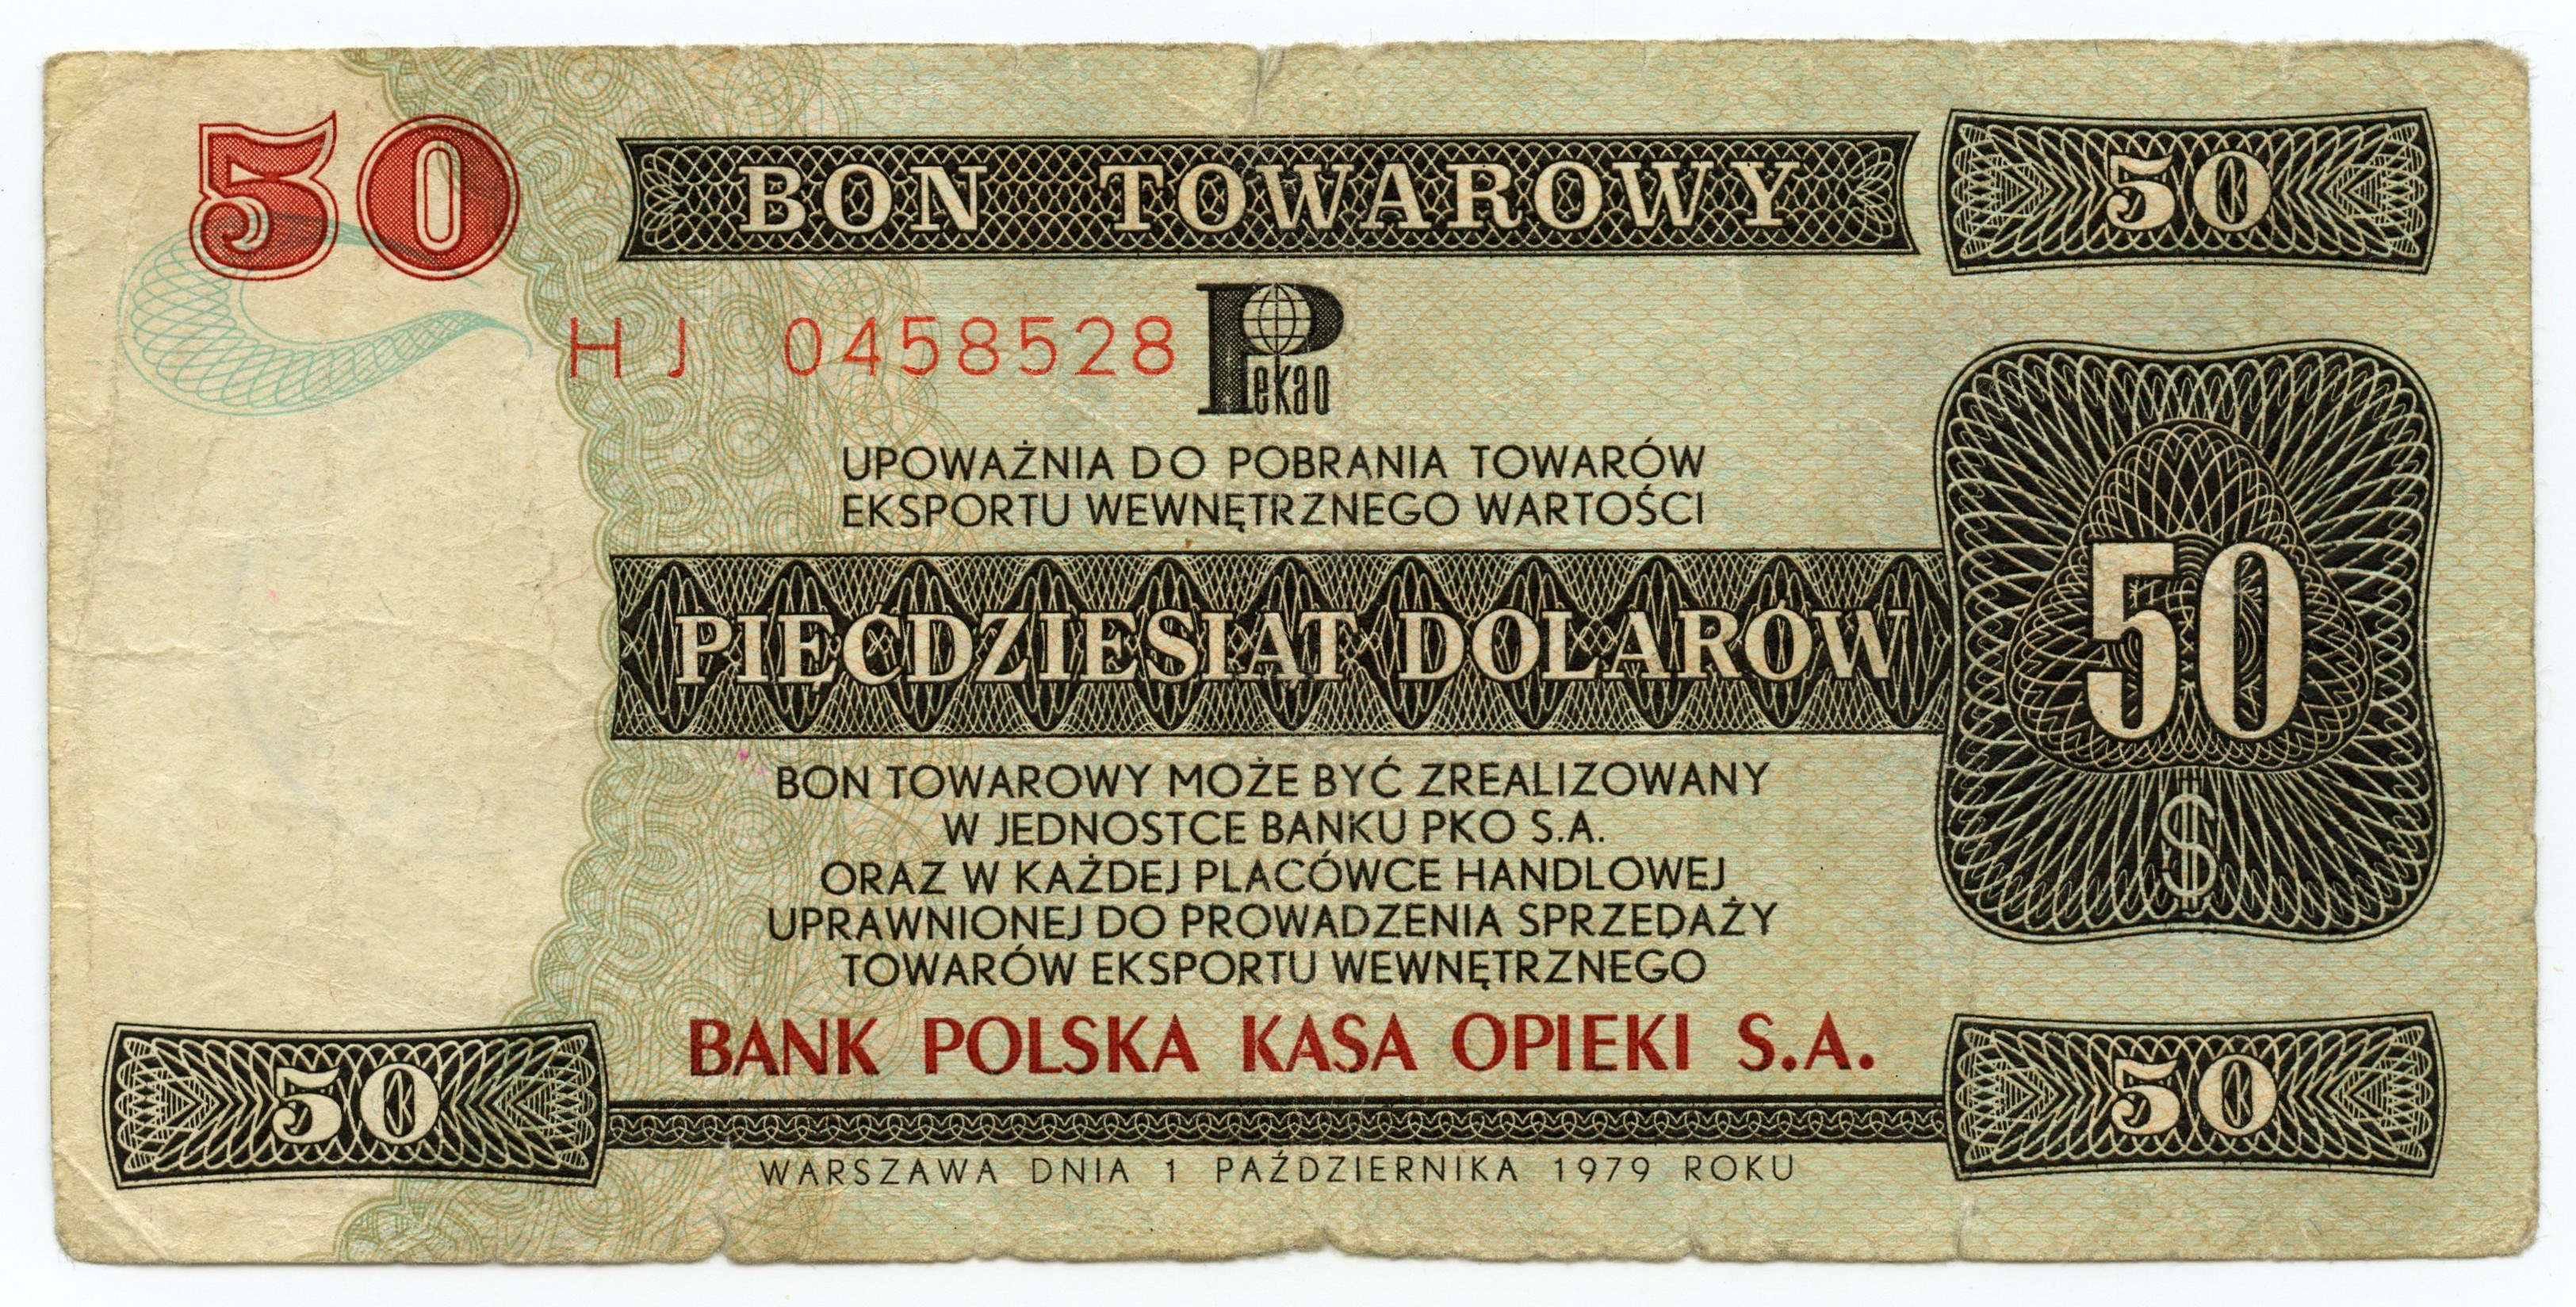 50
BON TOWAROWY
50
HJ 0458528
Pekao
UPOWAŻNIA DO POBRANIA TOWARÓW
EKSPORTU WEWNĘTRZNEGO WARTOŚCI
PIĘĆDZIESIĄT DOLARÓW
50
$
BON TOWAROWY MOŻE BYĆ ZREALIZOWANY
W JEDNOSTCE BANKU PKO S.A.
ORAZ W KAŻDEJ PLACÓWCE HANDLOWEJ
UPRAWNIONEJ DO PROWADZENIA SPRZEDAŻY
TOWARÓW EKSPORTU WEWNĘTRZNEGO
BANK POLSKA KASA OPIEKI S.A.
50
50
WARSZAWA DNIA 1 PAŹDZIERNIKA 1979 ROKU